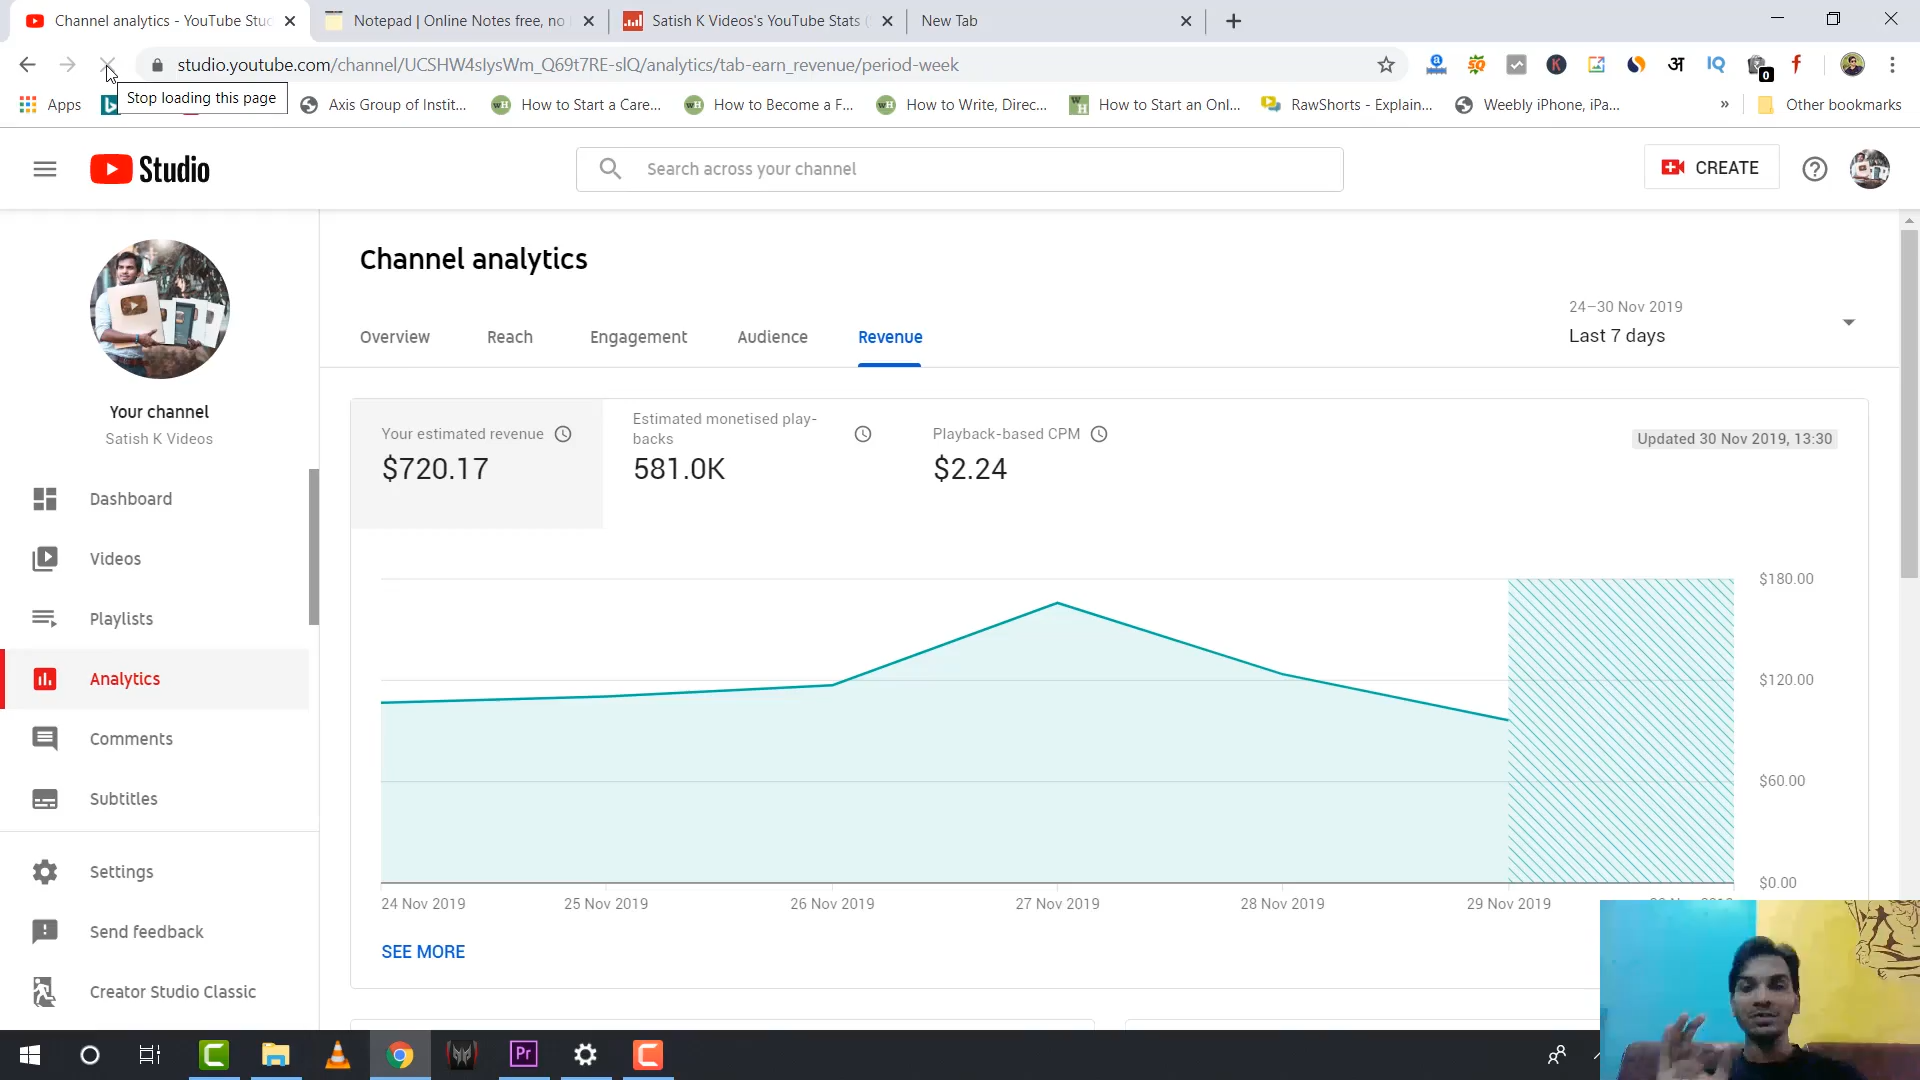 Channel analytics - YouTube Stud
Notepad | Online Notes free, no
Satish K Videos's YouTube Stats
New Tab
studio.youtube.com/channel/UCSHW4sIysWm_Q69t7RE-slQ/analytics/tab-earn_revenue/period-week
अ
IQ
0
Stop loading this page
Apps
Axis Group of Instit...
How to Start a Care...
How to Become a F...
How to Write, Direc...
How to Start an Onl...
RawShorts - Explain...
Weebly iPhone, iPa...
»
Other bookmarks
Studio
Search across your channel
CREATE
Channel analytics
24–30 Nov 2019
Last 7 days
Overview
Reach
Engagement
Audience
Revenue
Your channel
Satish K Videos
Your estimated revenue
$720.17
Estimated monetised play-
backs
581.0K
Playback-based CPM
$2.24
Updated 30 Nov 2019, 13:30
Dashboard
Videos
Playlists
Analytics
Comments
Subtitles
Settings
Send feedback
Creator Studio Classic
$180.00
$120.00
$60.00
$0.00
24 Nov 2019
25 Nov 2019
26 Nov 2019
27 Nov 2019
28 Nov 2019
29 Nov 2019
SEE MORE
Pr